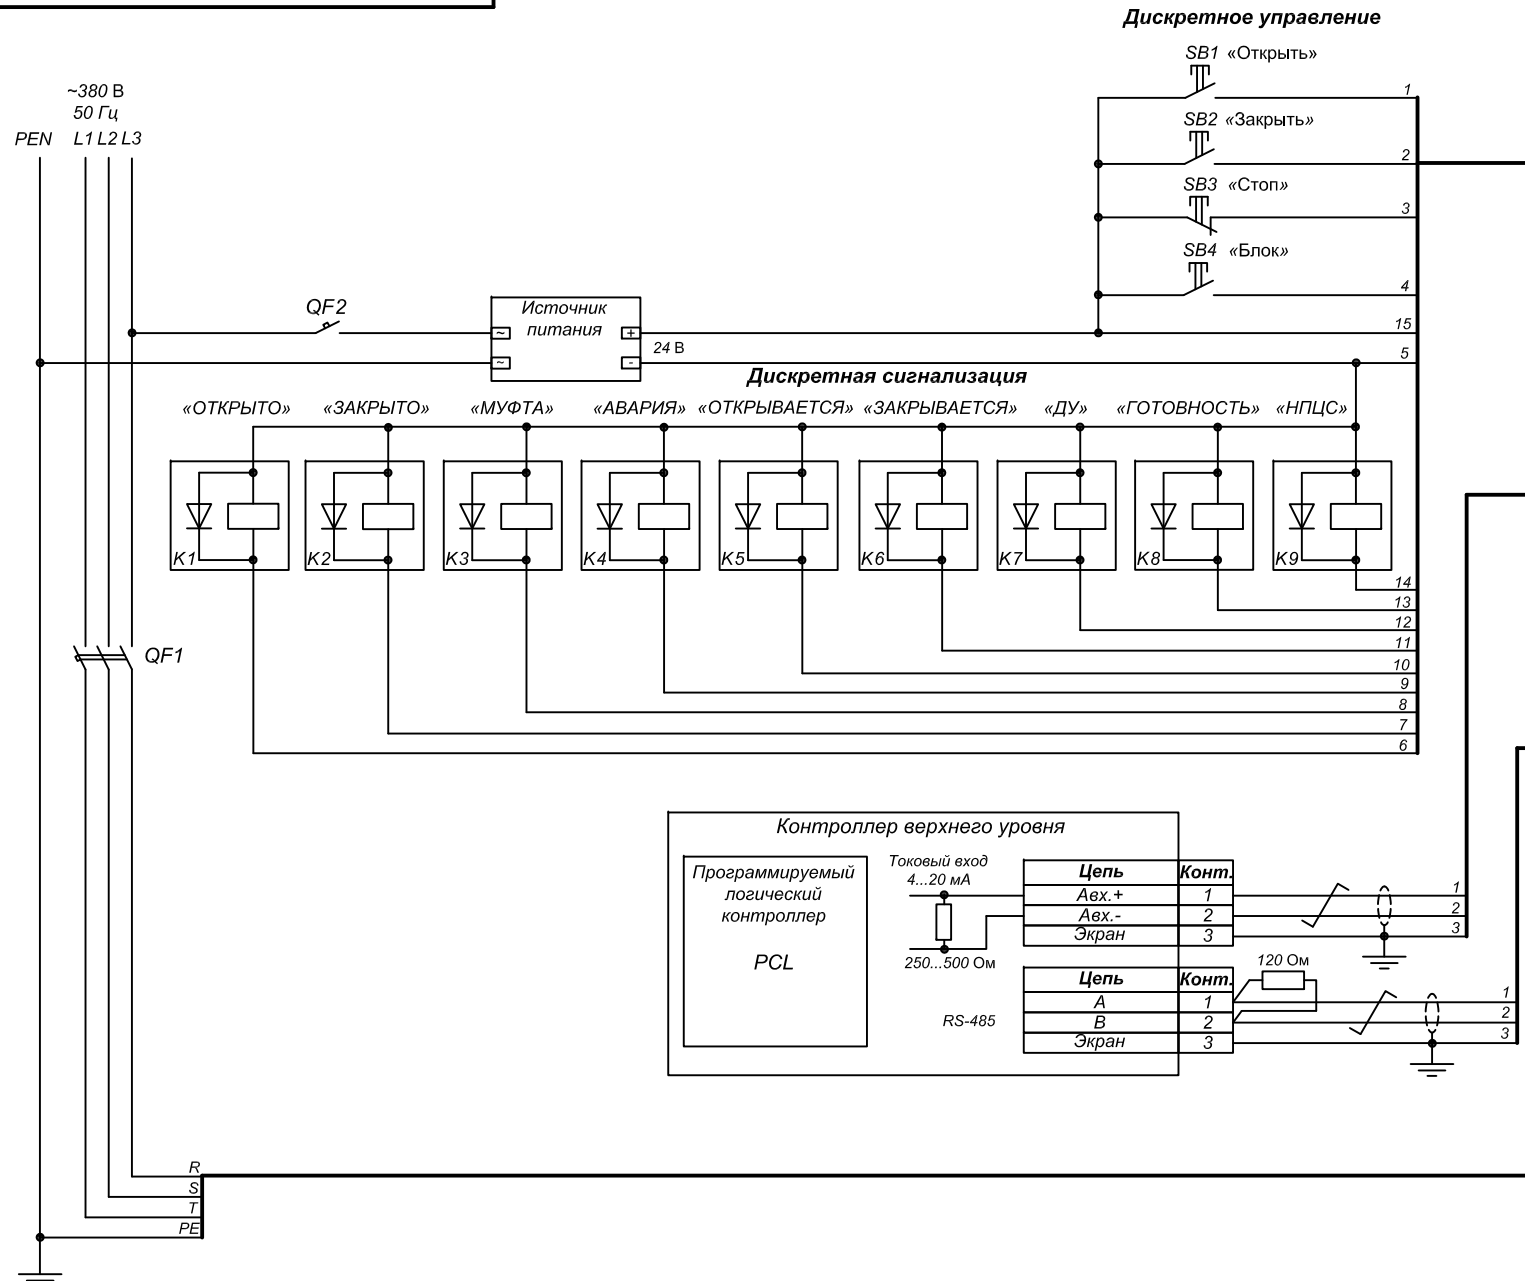 Дискретное управление
SB1 «Открыть»
1
~380 В
50 Гц
PEN L1 L2 L3
SB2 «Закрыть»
2
SB3 «Стоп»
3
SB4 «Блок»
4
QF2
Источник
питания
~
+
15
24 В
~
-
5
Дискретная сигнализация
«ОТКРЫТО» «ЗАКРЫТО» «МУФТА» «АВАРИЯ» «ОТКРЫВАЕТСЯ» «ЗАКРЫВАЕТСЯ» «ДУ» «ГОТОВНОСТЬ» «НПЦС»
K1 K2 K3 K4 K5 K6 K7 K8 K9
14
13
12
11
10
9
8
7
6
QF1
Контроллер верхнего уровня
Программируемый
логический
контроллер
PCL
Токовый вход
4...20 мА
250...500 Ом
Цепь Конт.
Авх.+ 1
Авх.- 2
Экран 3
1
2
3
RS-485
Цепь Конт.
A 1
B 2
Экран 3
120 Ом
1
2
3
R
S
T
PE